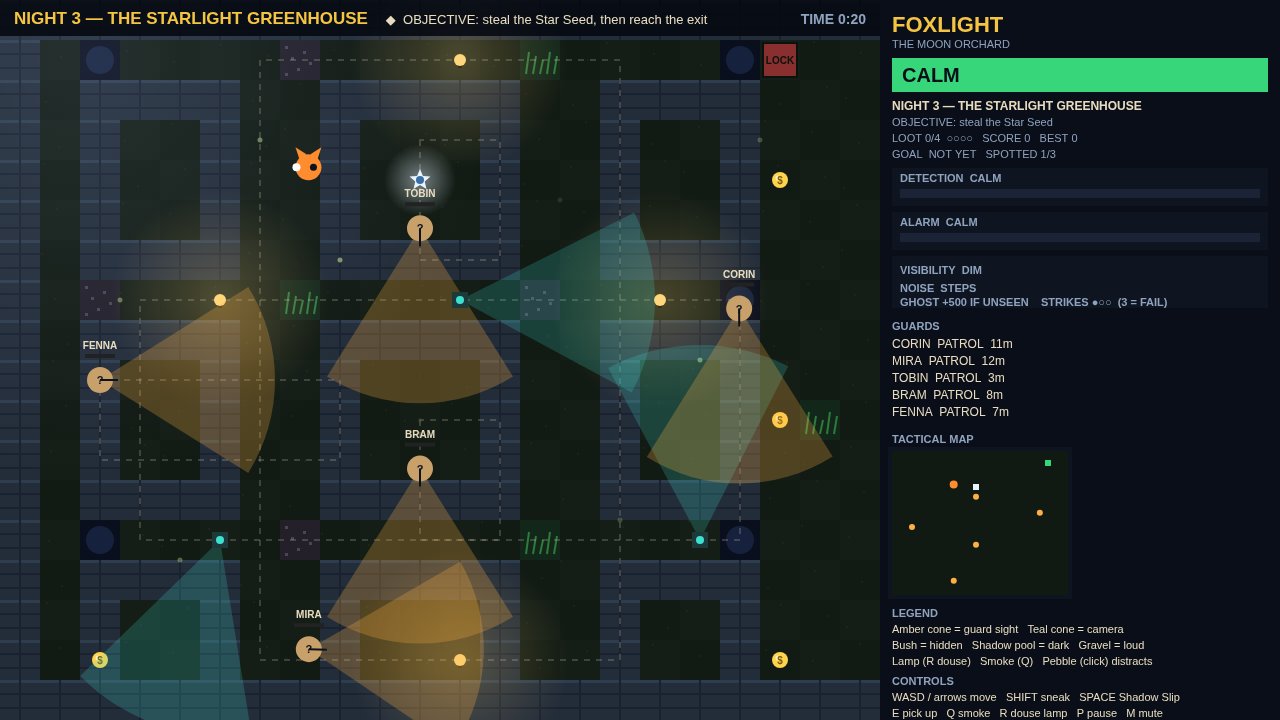 NIGHT 3 — THE STARLIGHT GREENHOUSE ◆ OBJECTIVE: steal the Star Seed, then reach the exit TIME 0:20
LOCK
TOBIN
$
CORIN
FENNA
?
?
?
$
BRAM
?
MIRA
?
$
$
FOXLIGHT
THE MOON ORCHARD
CALM
NIGHT 3 — THE STARLIGHT GREENHOUSE
OBJECTIVE: steal the Star Seed
LOOT 0/4 ○○○○ SCORE 0 BEST 0
GOAL NOT YET SPOTTED 1/3
DETECTION CALM
ALARM CALM
VISIBILITY DIM
NOISE STEPS
GHOST +500 IF UNSEEN STRIKES ●○○ (3 = FAIL)
GUARDS
CORIN PATROL 11m
MIRA PATROL 12m
TOBIN PATROL 3m
BRAM PATROL 8m
FENNA PATROL 7m
TACTICAL MAP
LEGEND
Amber cone = guard sight Teal cone = camera
Bush = hidden Shadow pool = dark Gravel = loud
Lamp (R douse) Smoke (Q) Pebble (click) distracts
CONTROLS
WASD / arrows move SHIFT sneak SPACE Shadow Slip
E pick up Q smoke R douse lamp P pause M mute